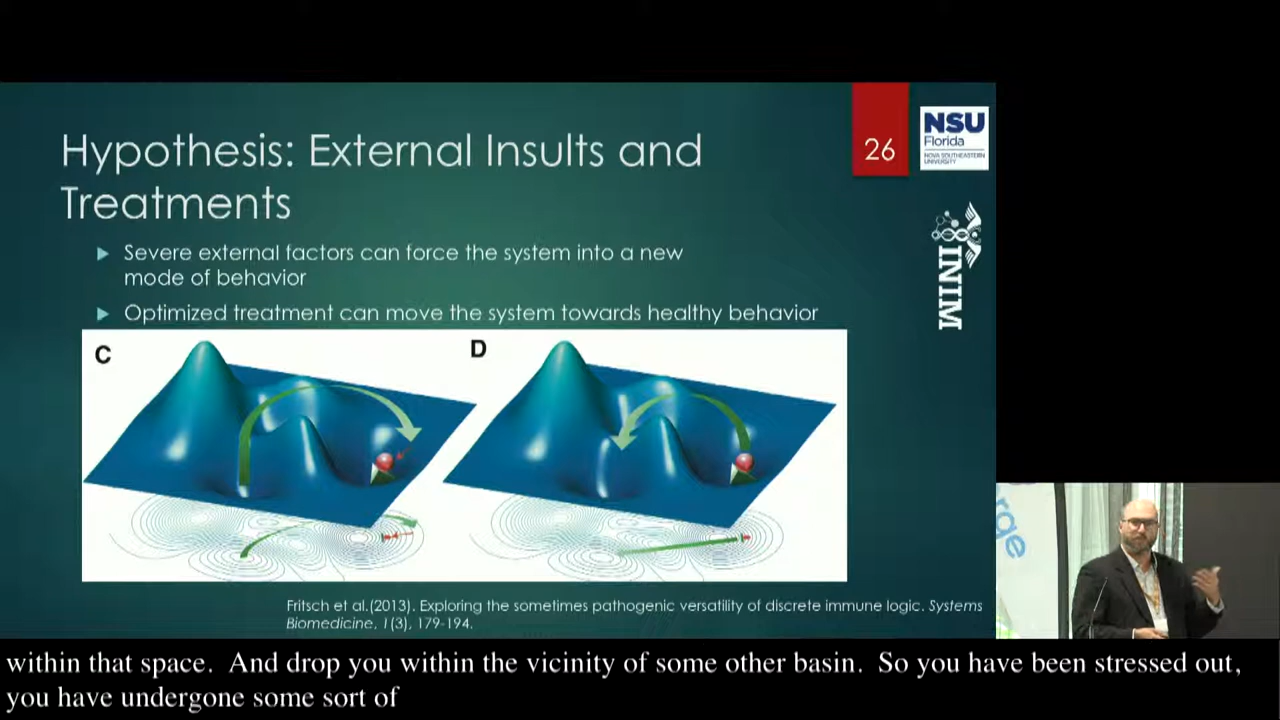 Hypothesis: External Insults and
Treatments
26
NSU
Florida
NOVA SOUTHEASTERN
UNIVERSITY
INIM
Severe external factors can force the system into a new
mode of behavior
Optimized treatment can move the system towards healthy behavior
C
D
Fritsch et al.(2013). Exploring the sometimes pathogenic versatility of discrete immune logic. Systems
Biomedicine, 1(3), 179-194.
rge
within that space.  And drop you within the vicinity of some other basin.  So you have been stressed out,
you have undergone some sort of